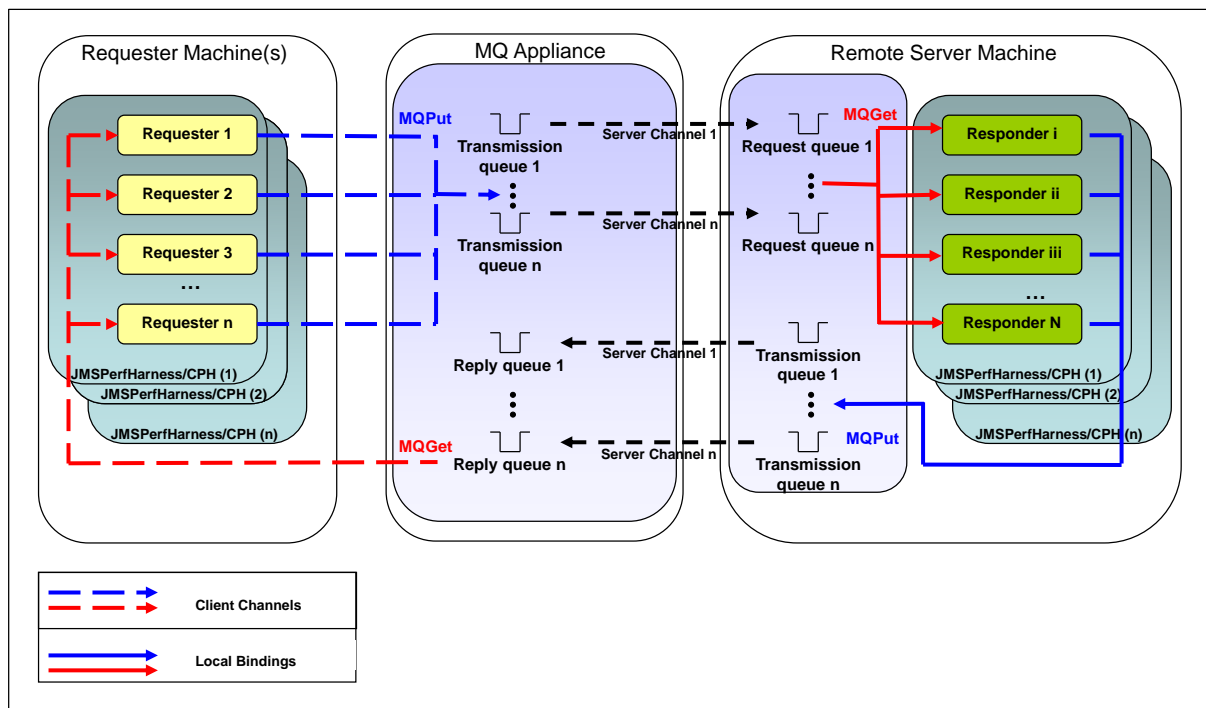 Requester Machine(s)
MQ Appliance
Remote Server Machine
Requester 1
Requester 2
Requester 3
...
Requester n
JMSPerfHarness/CPH (1)
JMSPerfHarness/CPH (2)
JMSPerfHarness/CPH (n)
MQPut
Transmission
queue 1
Transmission
queue n
Reply queue 1
MQGet
Reply queue n
Server Channel 1
Server Channel n
Server Channel 1
Server Channel n
MQGet
Request queue 1
Request queue n
Transmission
queue 1
MQPut
Transmission
queue n
Responder i
Responder ii
Responder iii
...
Responder N
JMSPerfHarness/CPH (1)
JMSPerfHarness/CPH (2)
JMSPerfHarness/CPH (n)
Client Channels
Local Bindings